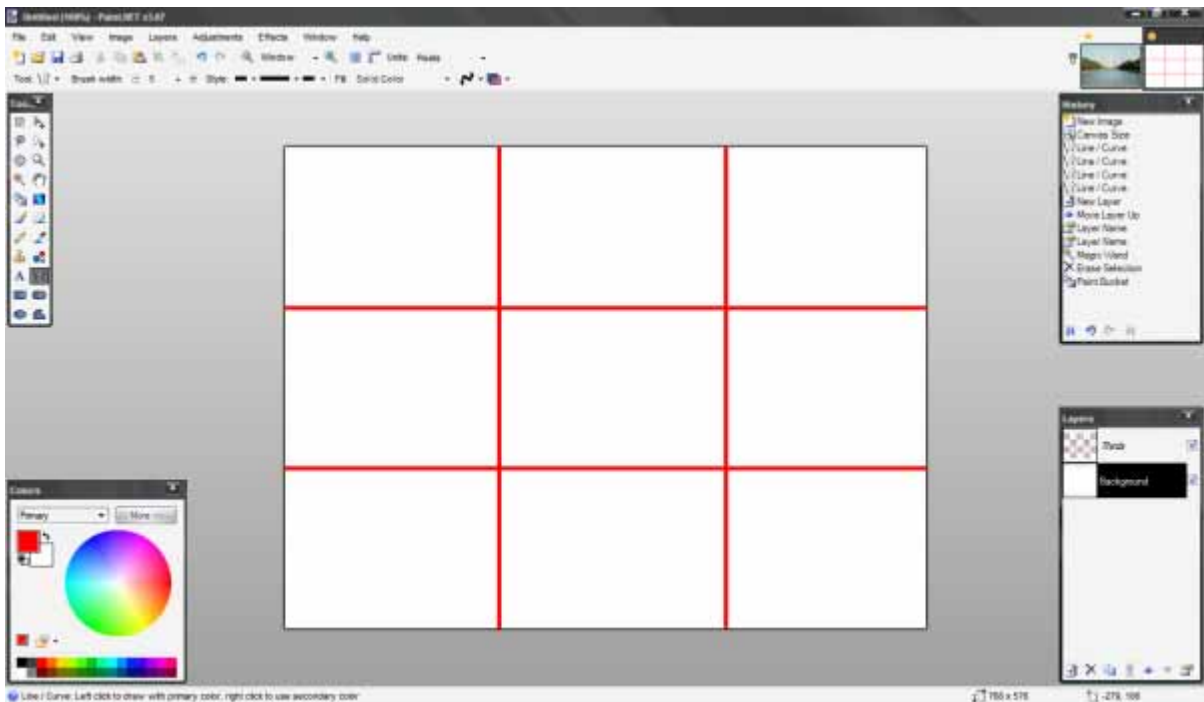 Untitled (100%) - Paint.NET v3.07
File Edit View Image Layers Adjustments Effects Window Help
Window Units Pixels
Tool: Brush width: 5 Style: Fill: Solid Color
History
New Image
Canvas Size
Line / Curve
Line / Curve
Line / Curve
Line / Curve
New Layer
Move Layer Up
Layer Name
Layer Name
Magic Wand
Erase Selection
Paint Bucket
Layers
Background
Colors
Primary
More
Line / Curve: Left click to draw with primary color, right click to use secondary color